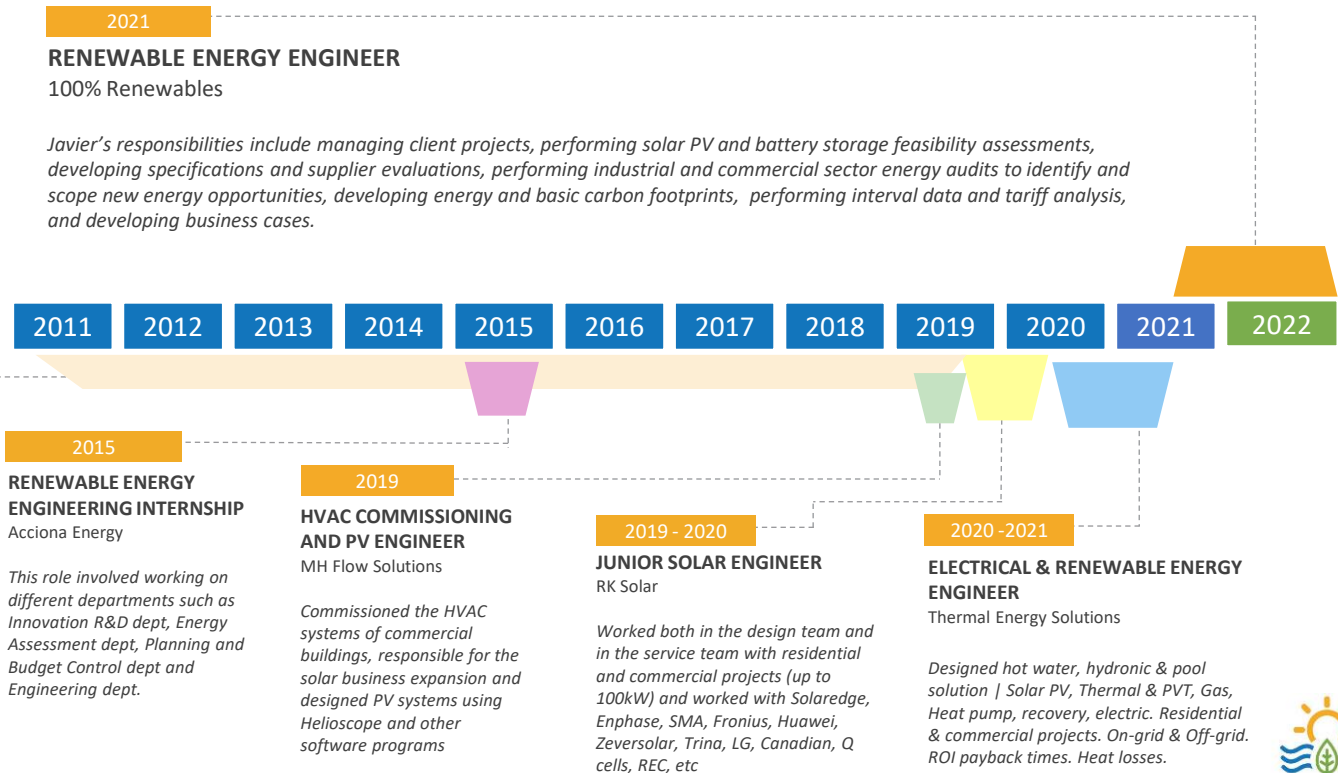 2021
RENEWABLE ENERGY ENGINEER
100% Renewables
Javier's responsibilities include managing client projects, performing solar PV and battery storage feasibility assessments,
developing specifications and supplier evaluations, performing industrial and commercial sector energy audits to identify and
scope new energy opportunities, developing energy and basic carbon footprints,  performing interval data and tariff analysis,
and developing business cases.
2011 2012 2013 2014 2015 2016 2017 2018 2019 2020 2021 2022
2015
RENEWABLE ENERGY
ENGINEERING INTERNSHIP
Acciona Energy
This role involved working on
different departments such as
Innovation R&D dept, Energy
Assessment dept, Planning and
Budget Control dept and
Engineering dept.
2019
HVAC COMMISSIONING
AND PV ENGINEER
MH Flow Solutions
Commissioned the HVAC
systems of commercial
buildings, responsible for the
solar business expansion and
designed PV systems using
Helioscope and other
software programs
2019 - 2020
JUNIOR SOLAR ENGINEER
RK Solar
Worked both in the design team and
in the service team with residential
and commercial projects (up to
100kW) and worked with Solaredge,
Enphase, SMA, Fronius, Huawei,
Zeversolar, Trina, LG, Canadian, Q
cells, REC, etc
2020 -2021
ELECTRICAL & RENEWABLE ENERGY
ENGINEER
Thermal Energy Solutions
Designed hot water, hydronic & pool
solution | Solar PV, Thermal & PVT, Gas,
Heat pump, recovery, electric. Residential
& commercial projects. On-grid & Off-grid.
ROI payback times. Heat losses.